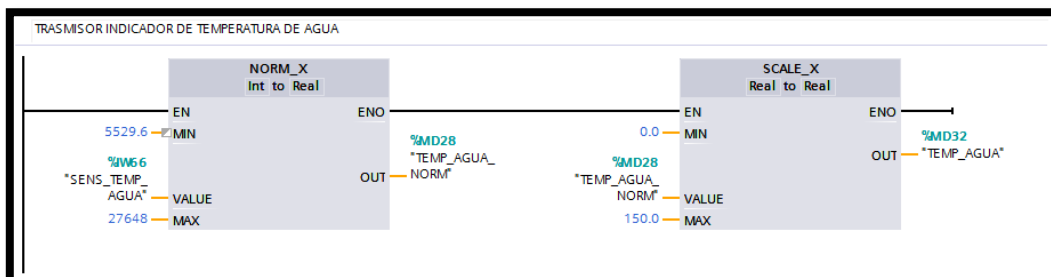 TRASMISOR INDICADOR DE TEMPERATURA DE AGUA
NORM_X
Int to Real
EN
ENO
5529.6
MIN
%IW66
"SENS_TEMP_
AGUA"
VALUE
27648
MAX
OUT
%MD28
"TEMP_AGUA_
NORM"
SCALE_X
Real to Real
EN
ENO
0.0
MIN
%MD28
"TEMP_AGUA_
NORM"
VALUE
150.0
MAX
OUT
%MD32
"TEMP_AGUA"